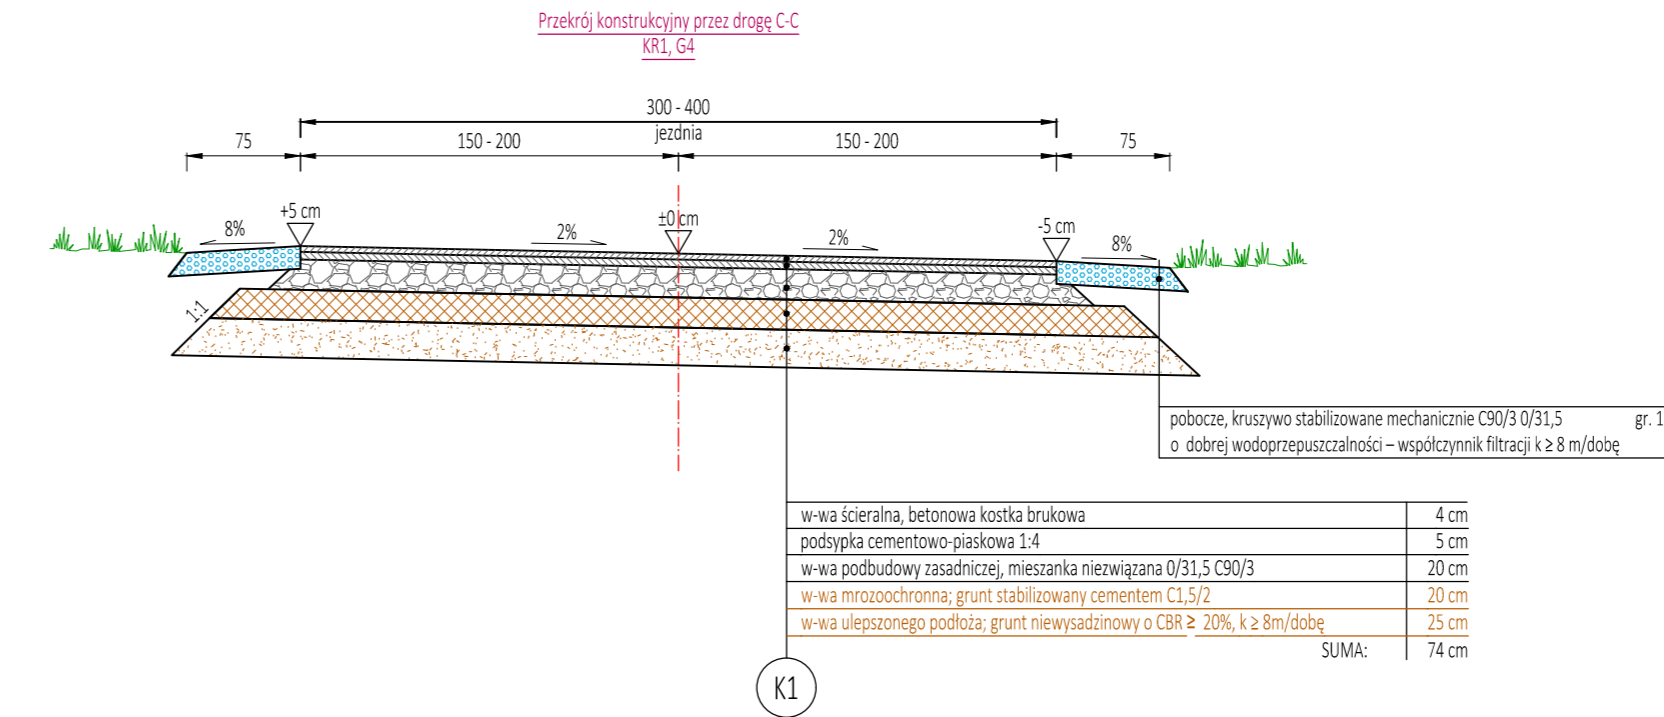 Przekrój konstrukcyjny przez drogę C-C
KR1, G4
300 - 400
jezdnia
75
150 - 200
150 - 200
75
+5 cm
±0 cm
-5 cm
8%
2%
2%
8%
1:1
pobocze, kruszywo stabilizowane mechanicznie C90/3 0/31,5 gr. 1
o dobrej wodoprzepuszczalności – współczynnik filtracji k ≥ 8 m/dobę
w-wa ścieralna, betonowa kostka brukowa 4 cm
podsypka cementowo-piaskowa 1:4 5 cm
w-wa podbudowy zasadniczej, mieszanka niezwiązana 0/31,5 C90/3 20 cm
w-wa mrozoochronna; grunt stabilizowany cementem C1,5/2 20 cm
w-wa ulepszonego podłoża; grunt niewysadzinowy o CBR ≥ 20%, k ≥ 8m/dobę 25 cm
SUMA: 74 cm
K1